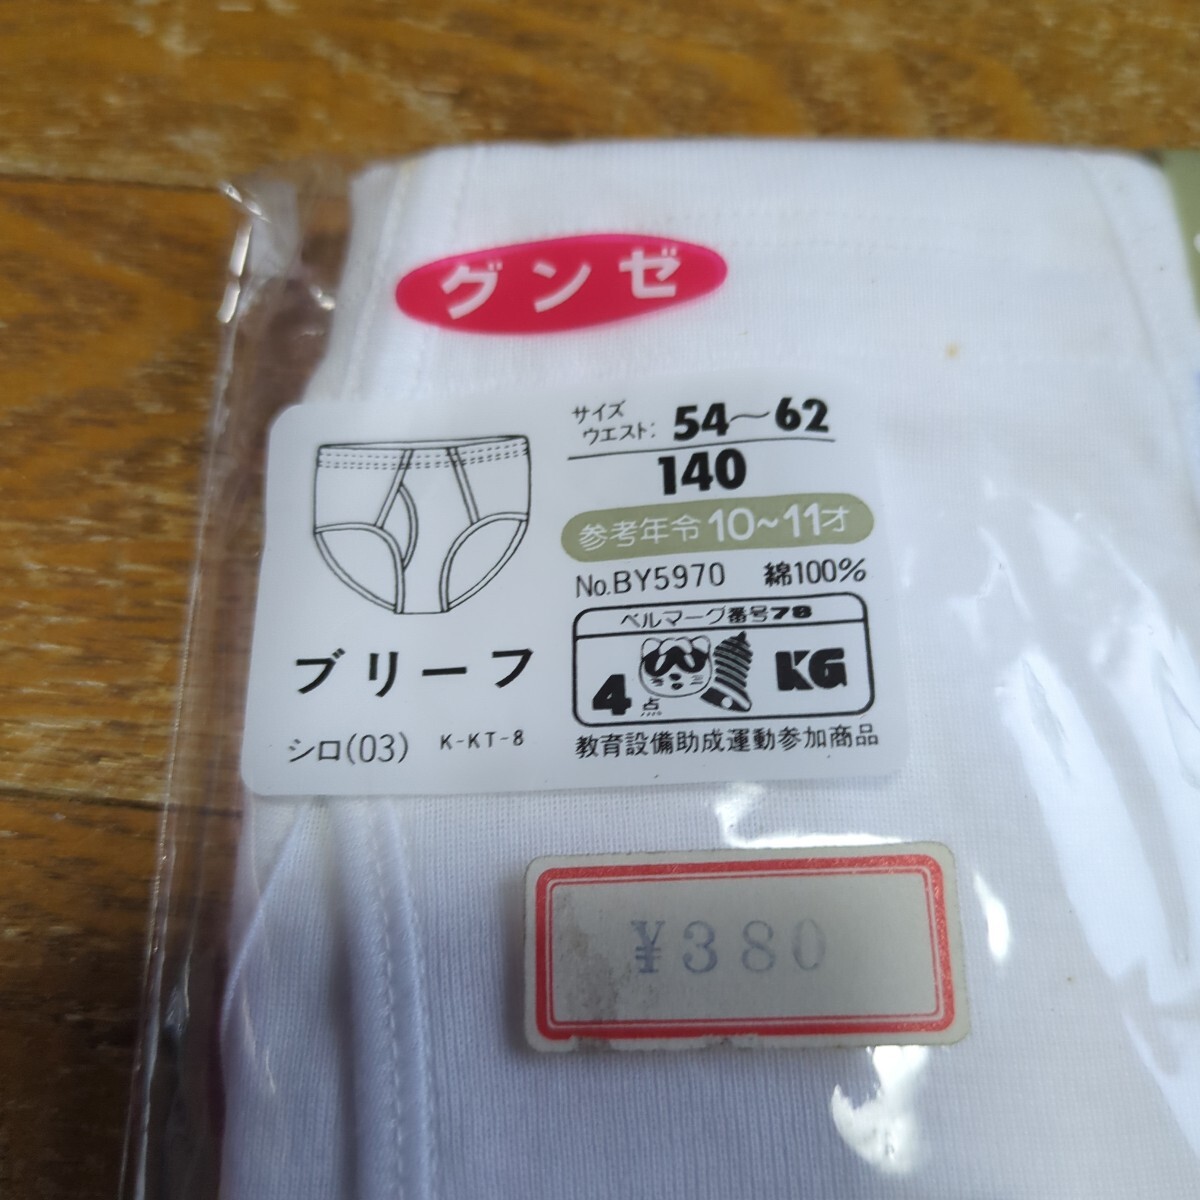 グンゼ
サイズ
ウエスト: 54～62
140
参考年令10～11才
No.BY5970 綿100%
ベルマーク番号78
4点 KG
教育設備助成運動参加商品
ブリーフ
シロ(03) K-KT-8
¥380